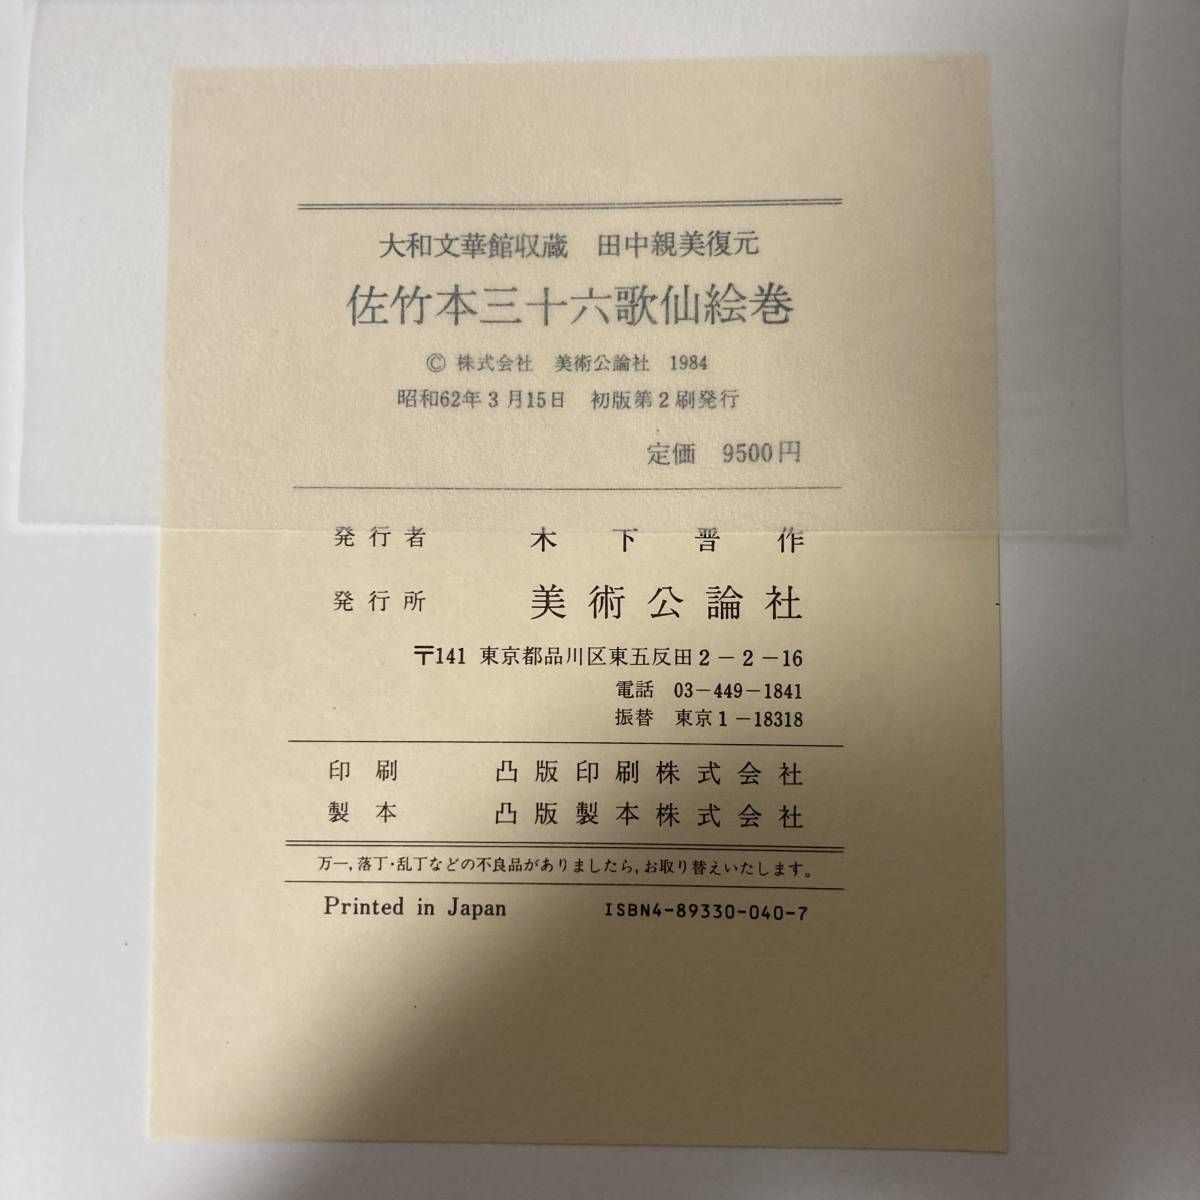 大和文華館収蔵　田中親美復元
佐竹本三十六歌仙絵巻
© 株式会社　美術公論社　1984
昭和62年3月15日　初版第2刷発行
定価　9500円
発行者　木下晋作
発行所　美術公論社
〒141 東京都品川区東五反田2－2－16
電話　03－449－1841
振替　東京1－18318
印刷　凸版印刷株式会社
製本　凸版製本株式会社
万一,落丁・乱丁などの不良品がありましたら,お取り替えいたします。
Printed in Japan　ISBN4-89330-040-7